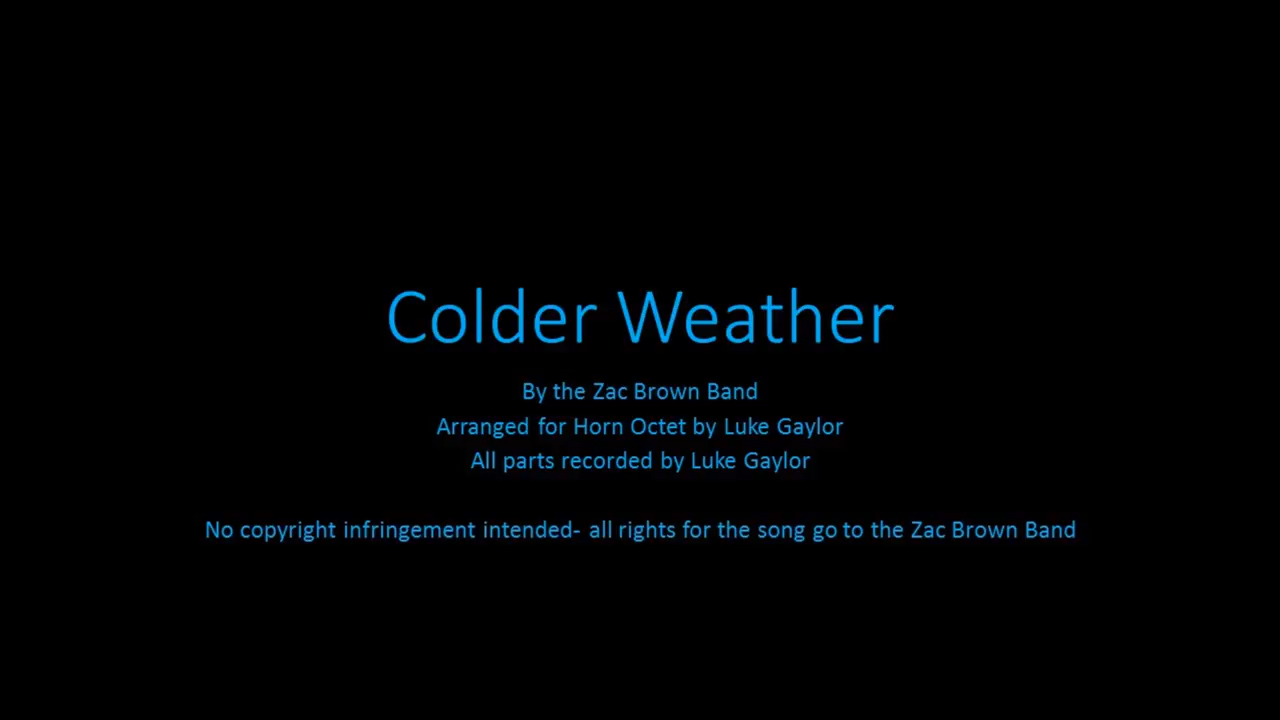 Colder Weather
By the Zac Brown Band
Arranged for Horn Octet by Luke Gaylor
All parts recorded by Luke Gaylor
No copyright infringement intended- all rights for the song go to the Zac Brown Band